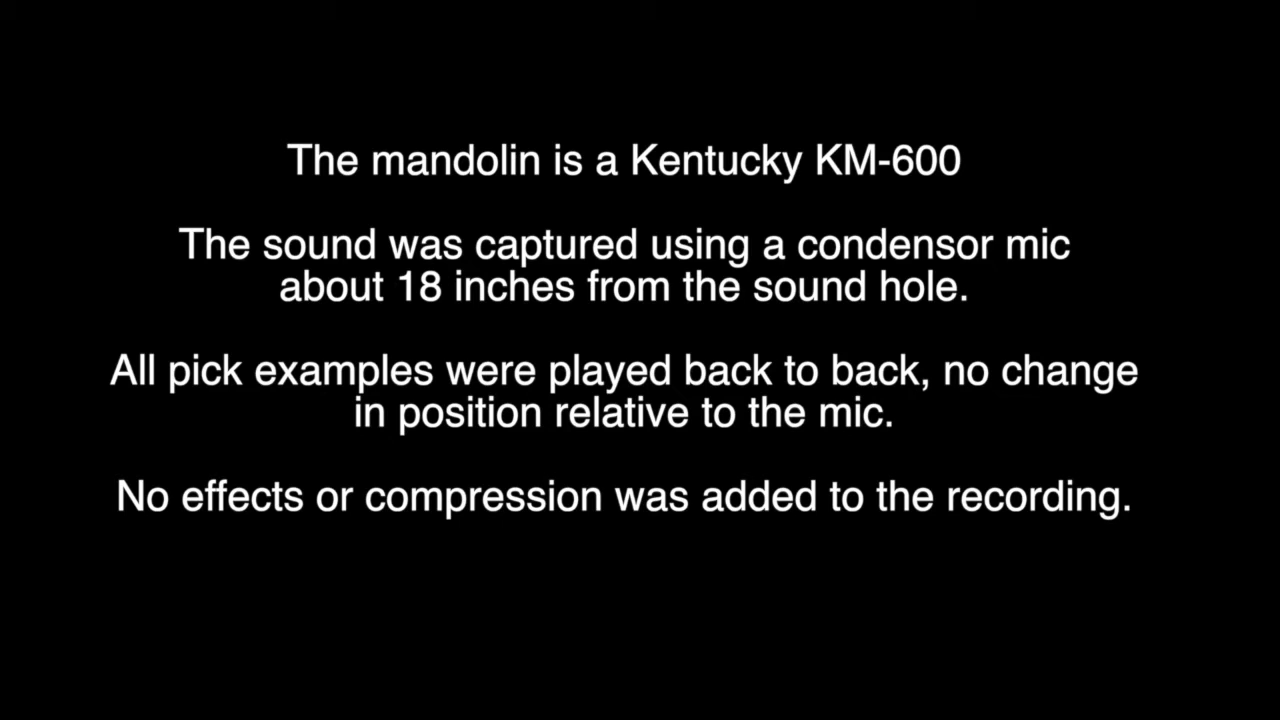 The mandolin is a Kentucky KM-600
The sound was captured using a condensor mic
about 18 inches from the sound hole.
All pick examples were played back to back, no change
in position relative to the mic.
No effects or compression was added to the recording.